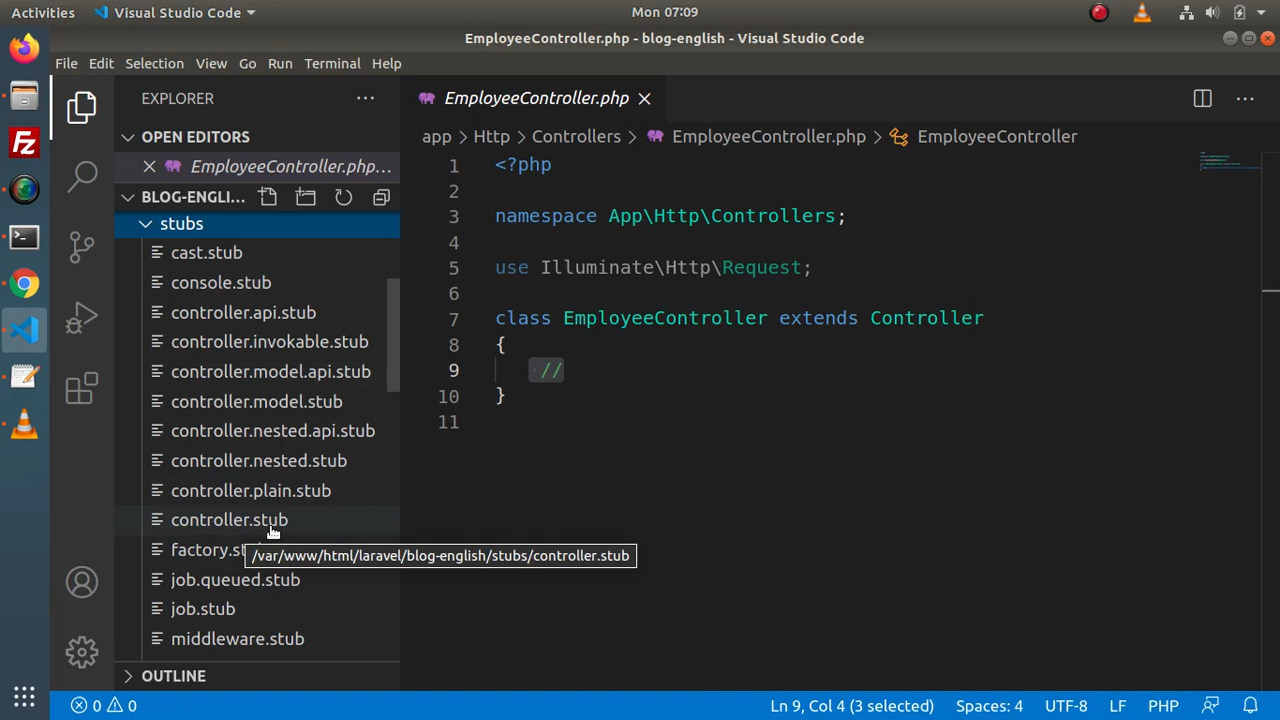 Activities
Visual Studio Code
Mon 07:09
EmployeeController.php - blog-english - Visual Studio Code
File Edit Selection View Go Run Terminal Help
EXPLORER
OPEN EDITORS
EmployeeController.php...
BLOG-ENGLI...
stubs
cast.stub
console.stub
controller.api.stub
controller.invokable.stub
controller.model.api.stub
controller.model.stub
controller.nested.api.stub
controller.nested.stub
controller.plain.stub
controller.stub
factory.st
/var/www/html/laravel/blog-english/stubs/controller.stub
job.queued.stub
job.stub
middleware.stub
OUTLINE
EmployeeController.php
app > Http > Controllers > EmployeeController.php > EmployeeController
1 <?php
2
3 namespace App\Http\Controllers;
4
5 use Illuminate\Http\Request;
6
7 class EmployeeController extends Controller
8 {
9 //
10 }
11
0 0
Ln 9, Col 4 (3 selected) Spaces: 4 UTF-8 LF PHP